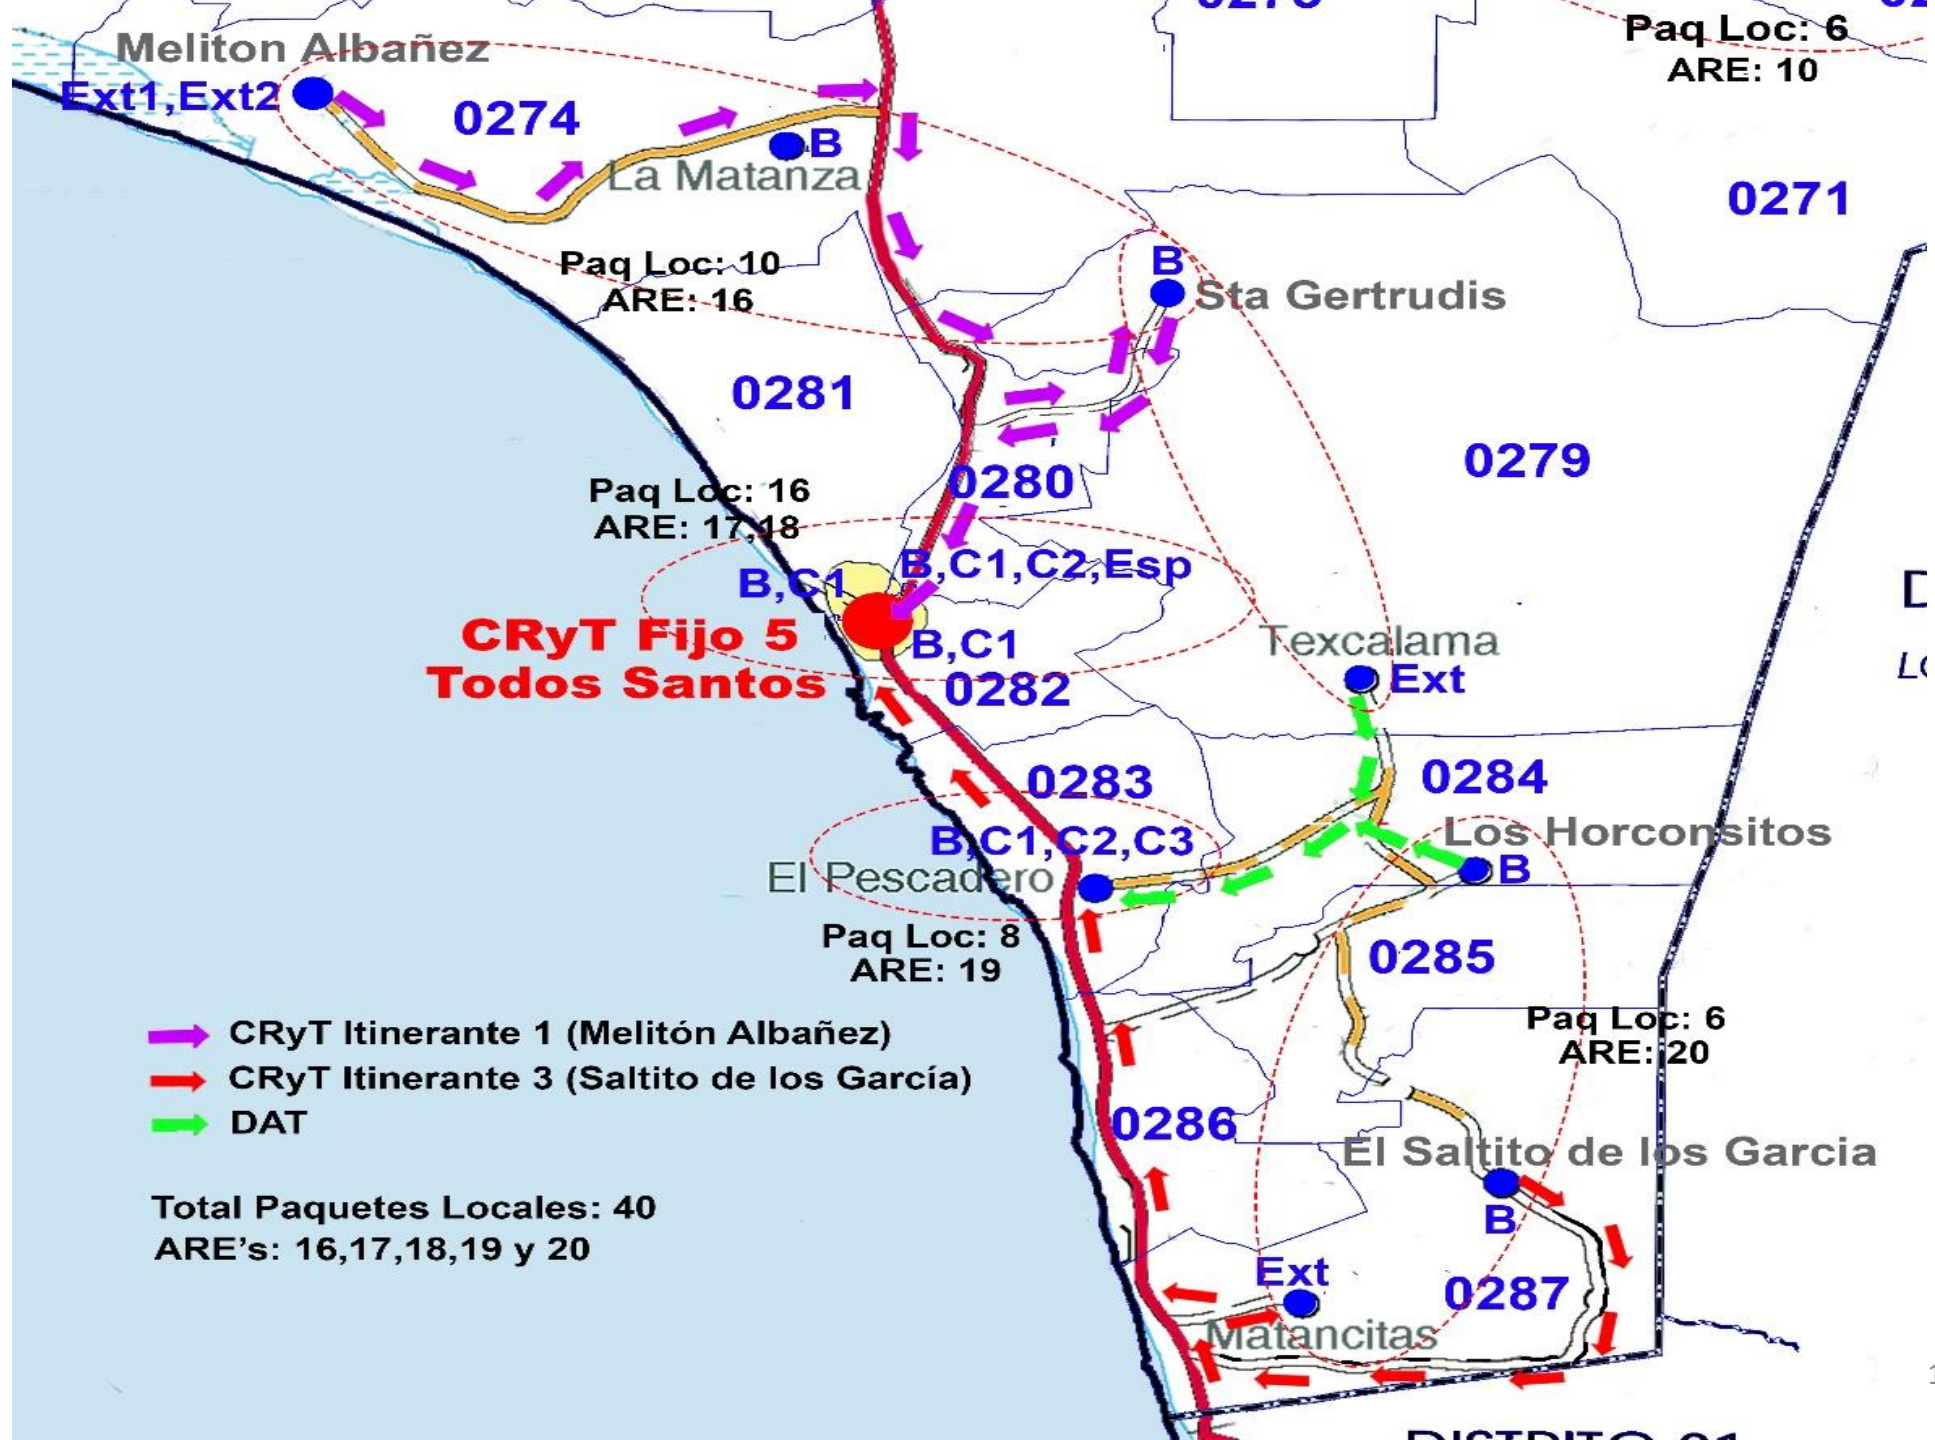 Paq Loc: 6
ARE: 10
Meliton Albañez
Ext1,Ext2
0274
B
La Matanza
0271
Paq Loc: 10
ARE: 16
B
Sta Gertrudis
0281
0279
0280
Paq Loc: 16
ARE: 17,18
B,C1
B,C1,C2,Esp
CRyT Fijo 5
Todos Santos
B,C1
0282
Texcalama
Ext
0283
0284
B,C1,C2,C3
Los Horconsitos
B
El Pescadero
Paq Loc: 8
ARE: 19
0285
Paq Loc: 6
ARE: 20
CRyT Itinerante 1 (Melitón Albañez)
CRyT Itinerante 3 (Saltito de los García)
DAT
0286
El Saltito de los Garcia
B
Total Paquetes Locales: 40
ARE's: 16,17,18,19 y 20
Ext
0287
Matancitas